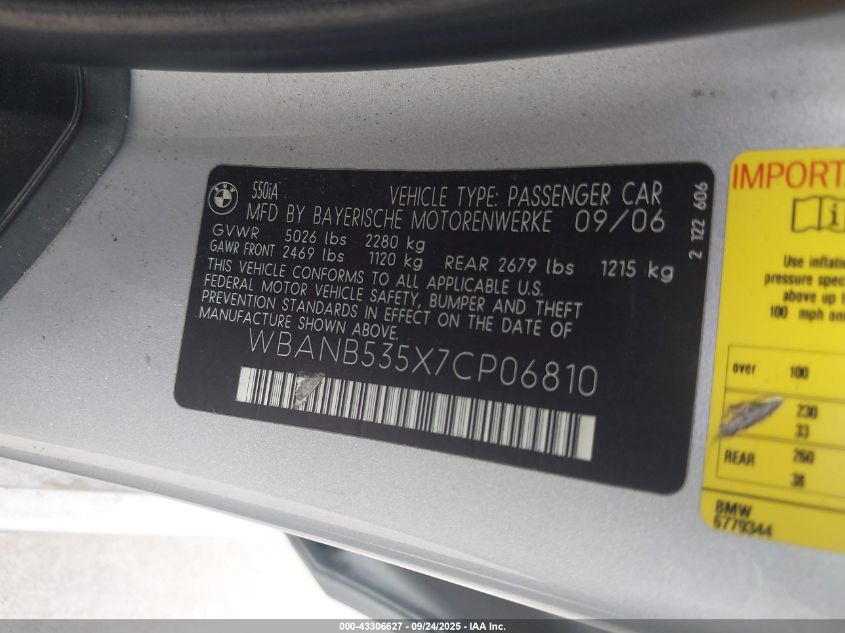 550iA
VEHICLE TYPE: PASSENGER CAR
MFD BY BAYERISCHE MOTORENWERKE 09/06
GVWR 5026 lbs 2280 kg
GAWR FRONT 2469 lbs 1120 kg REAR 2679 lbs 1215 kg
THIS VEHICLE CONFORMS TO ALL APPLICABLE U.S.
FEDERAL MOTOR VEHICLE SAFETY, BUMPER AND THEFT
PREVENTION STANDARDS IN EFFECT ON THE DATE OF
MANUFACTURE SHOWN ABOVE.
WBANB535X7CP06810
2 122 606
IMPORTA
Use inflation
pressure spec
above up t
100 mph on
over 100
230
33
REAR 260
38
BMW
6779344
000-43306627 - 09/24/2025 - IAA Inc.